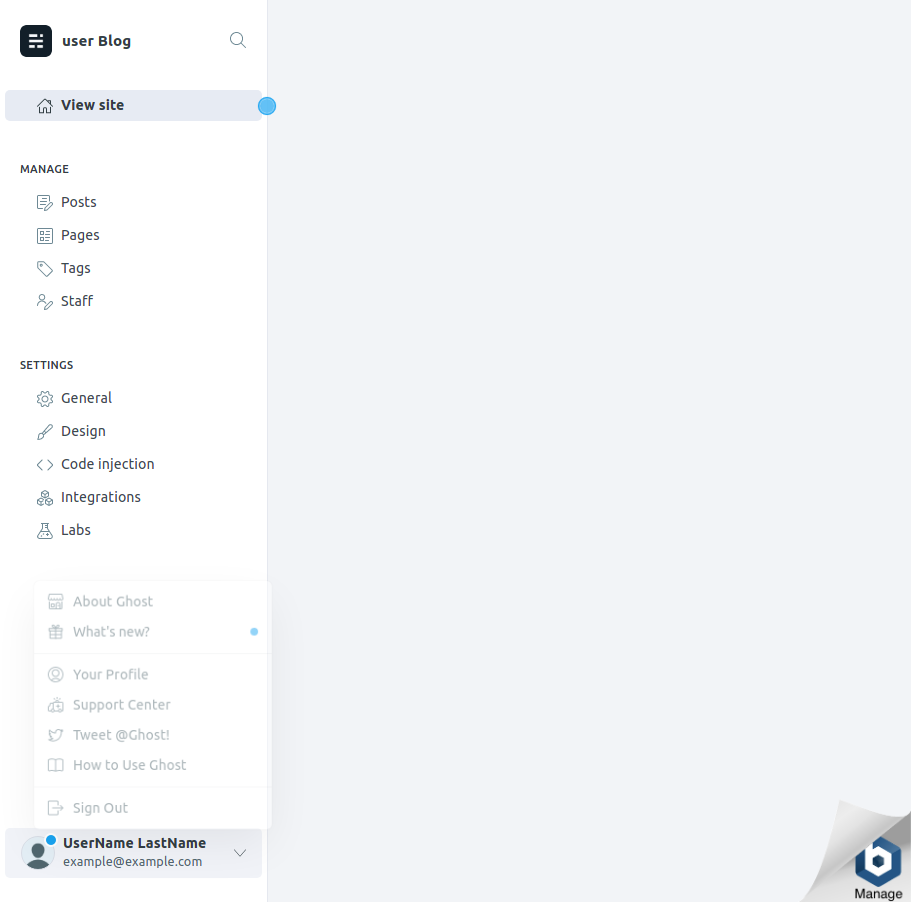 user Blog
View site
MANAGE
Posts
Pages
Tags
Staff
SETTINGS
General
Design
Code injection
Integrations
Labs
About Ghost
What's new?
Your Profile
Support Center
Tweet @Ghost!
How to Use Ghost
Sign Out
UserName LastName
example@example.com
Manage